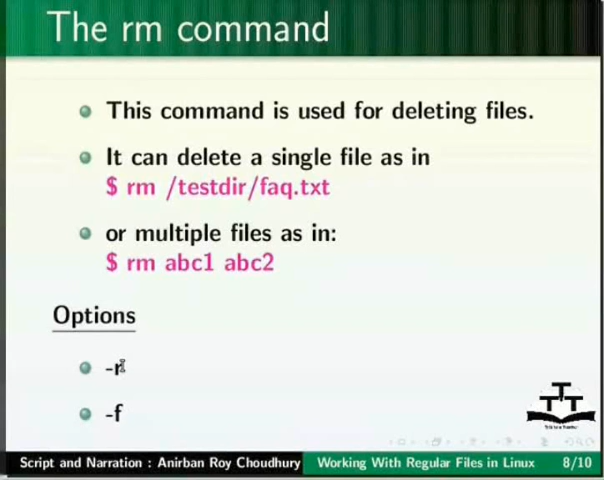 The rm command
This command is used for deleting files.
It can delete a single file as in
$ rm /testdir/faq.txt
or multiple files as in:
$ rm abc1 abc2
Options
-r
-f
TTT
Script and Narration : Anirban Roy Choudhury Working With Regular Files in Linux 8/10